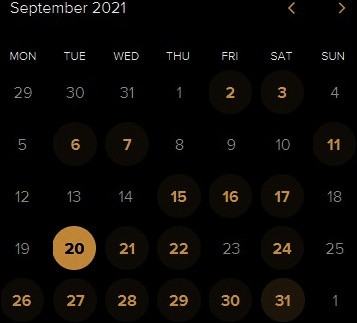 September 2021
MON TUE WED THU FRI SAT SUN
29 30 31 1 2 3 4
5 6 7 8 9 10 11
12 13 14 15 16 17 18
19 20 21 22 23 24 25
26 27 28 29 30 31 1